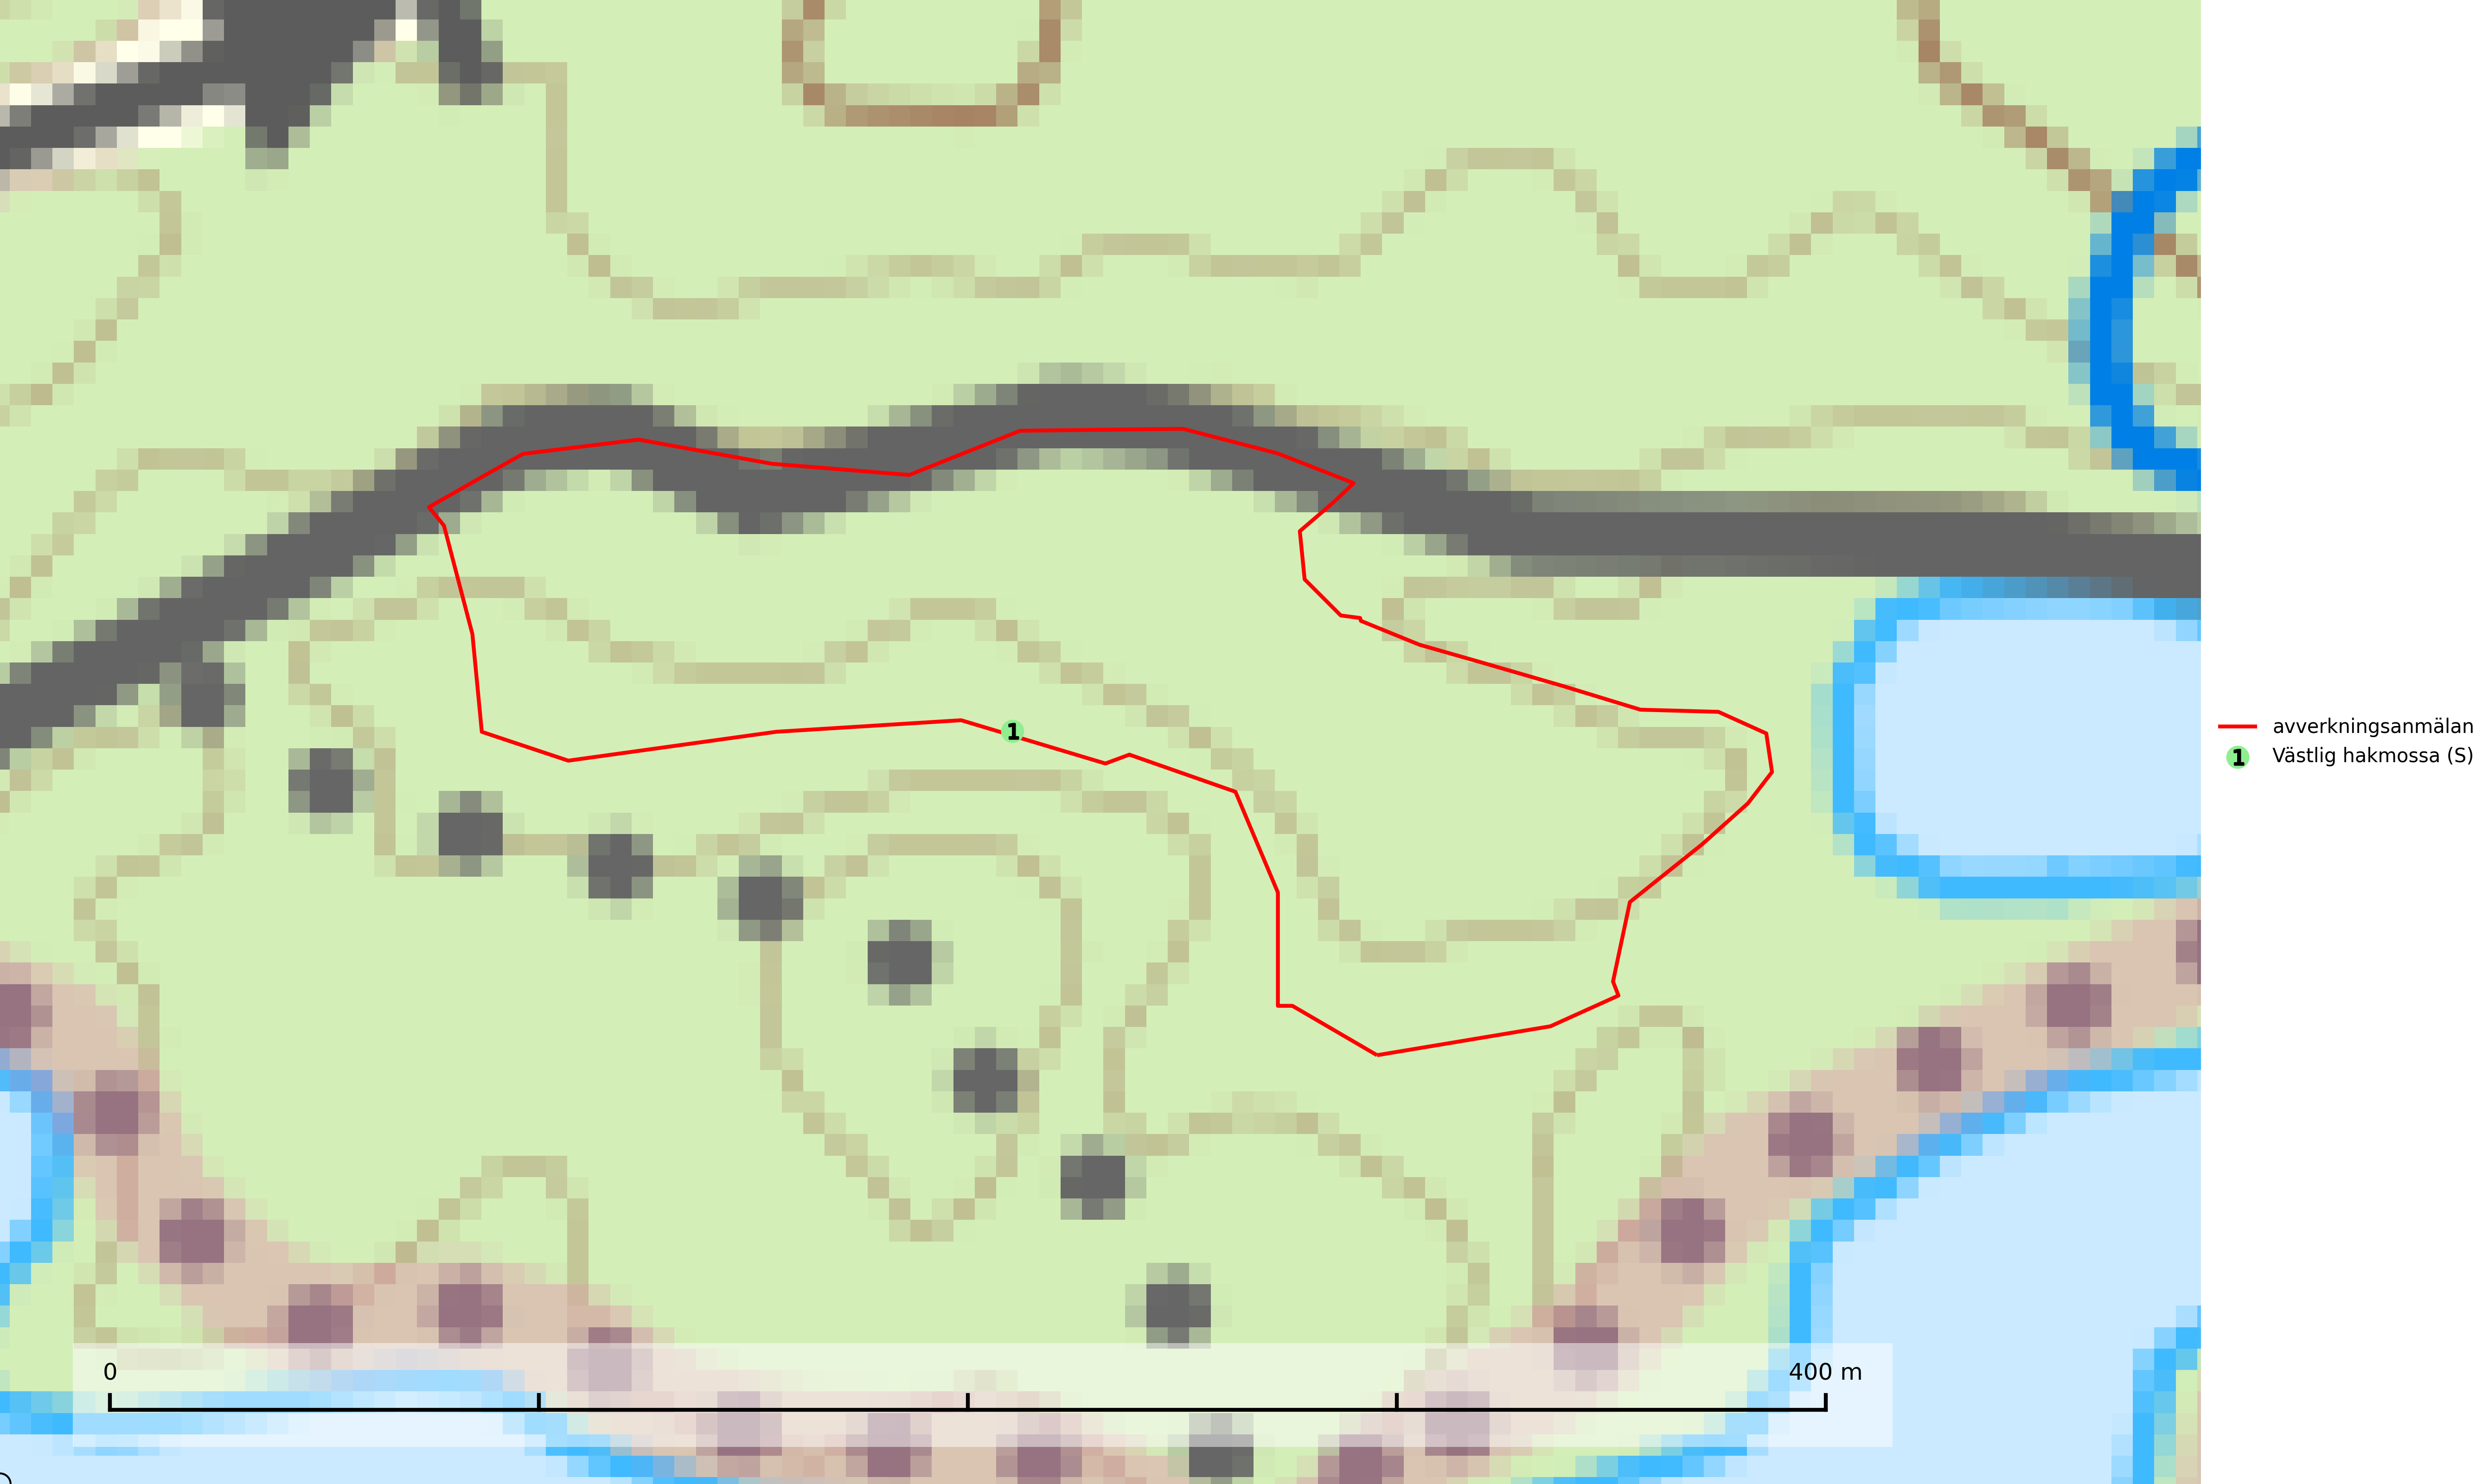 1
avverkningsanmälan
1 Västlig hakmossa (S)
0 400 m